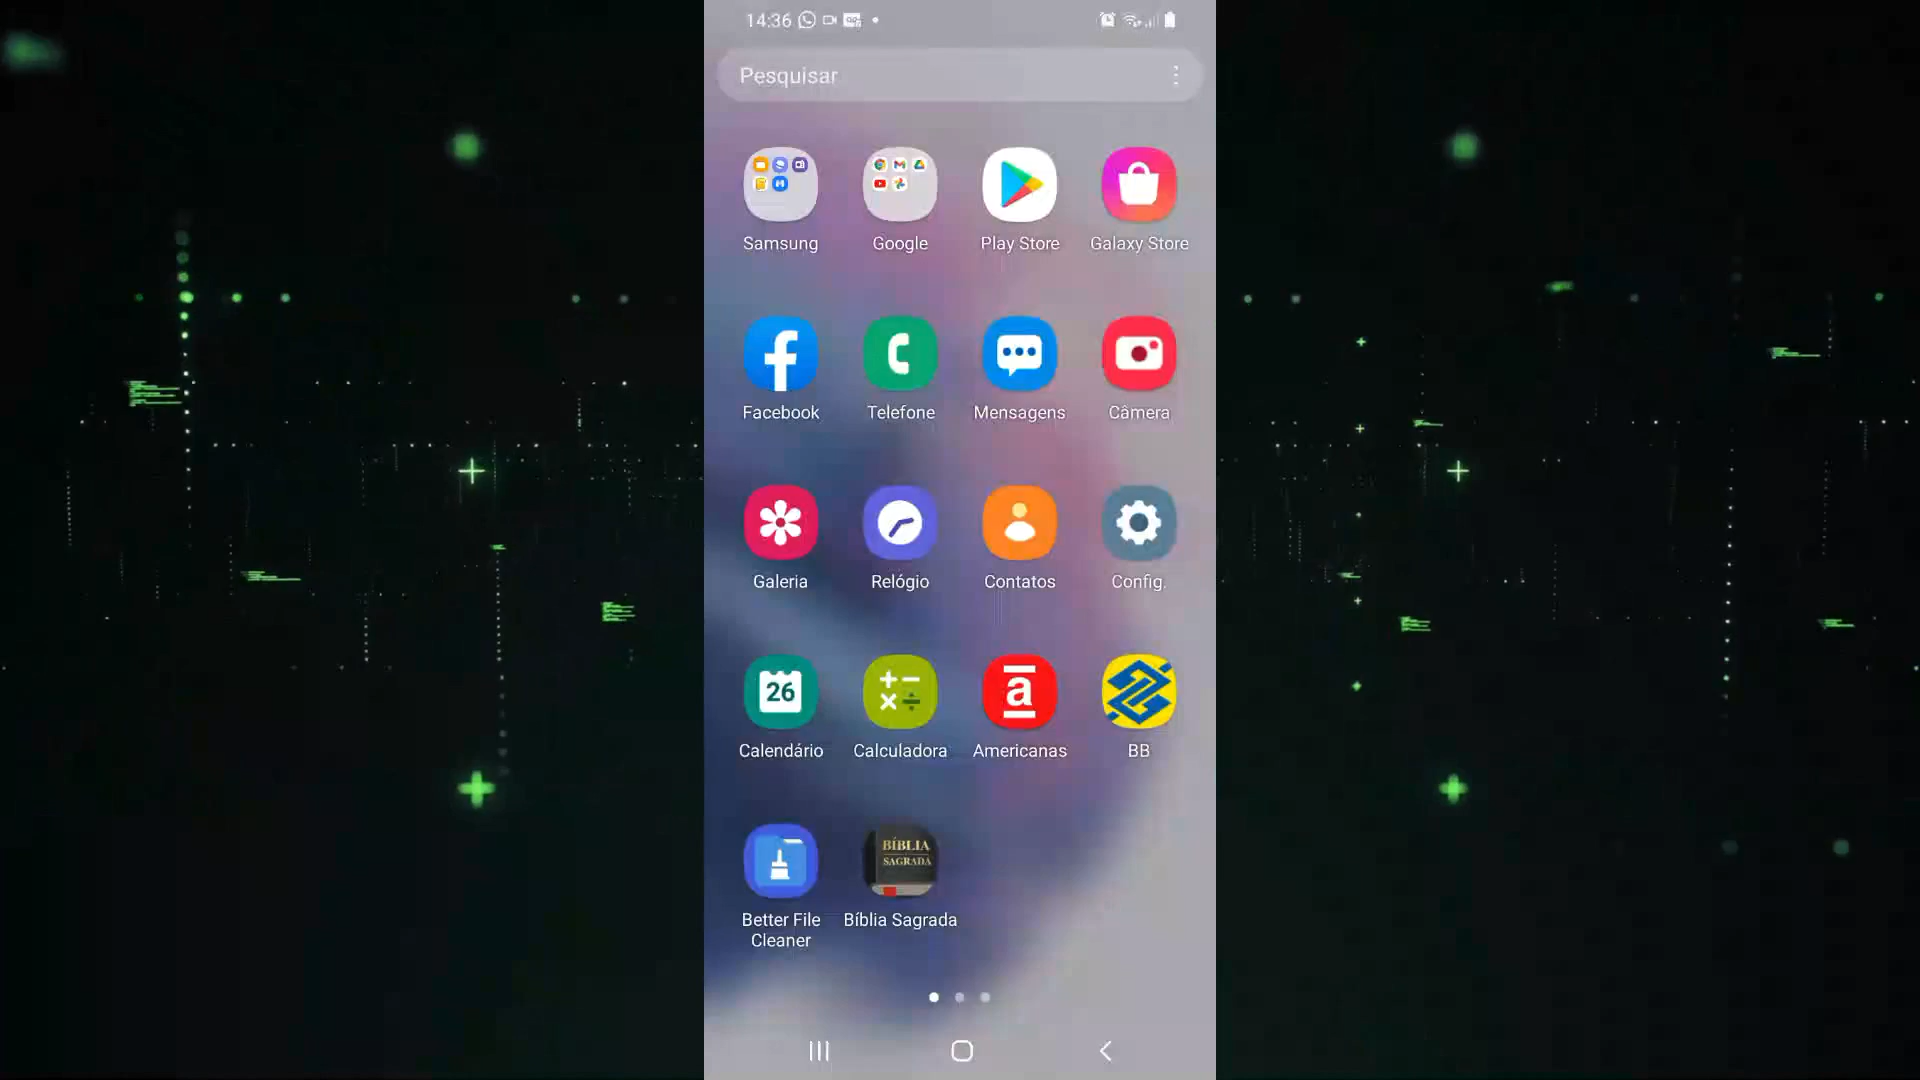 14:36
Pesquisar
Samsung
Google
Play Store
Galaxy Store
Facebook
Telefone
Mensagens
Câmera
Galeria
Relógio
Contatos
Config.
26
Calendário
Calculadora
a
Americanas
BB
BÍBLIA
SAGRADA
Better File
Cleaner
Bíblia Sagrada